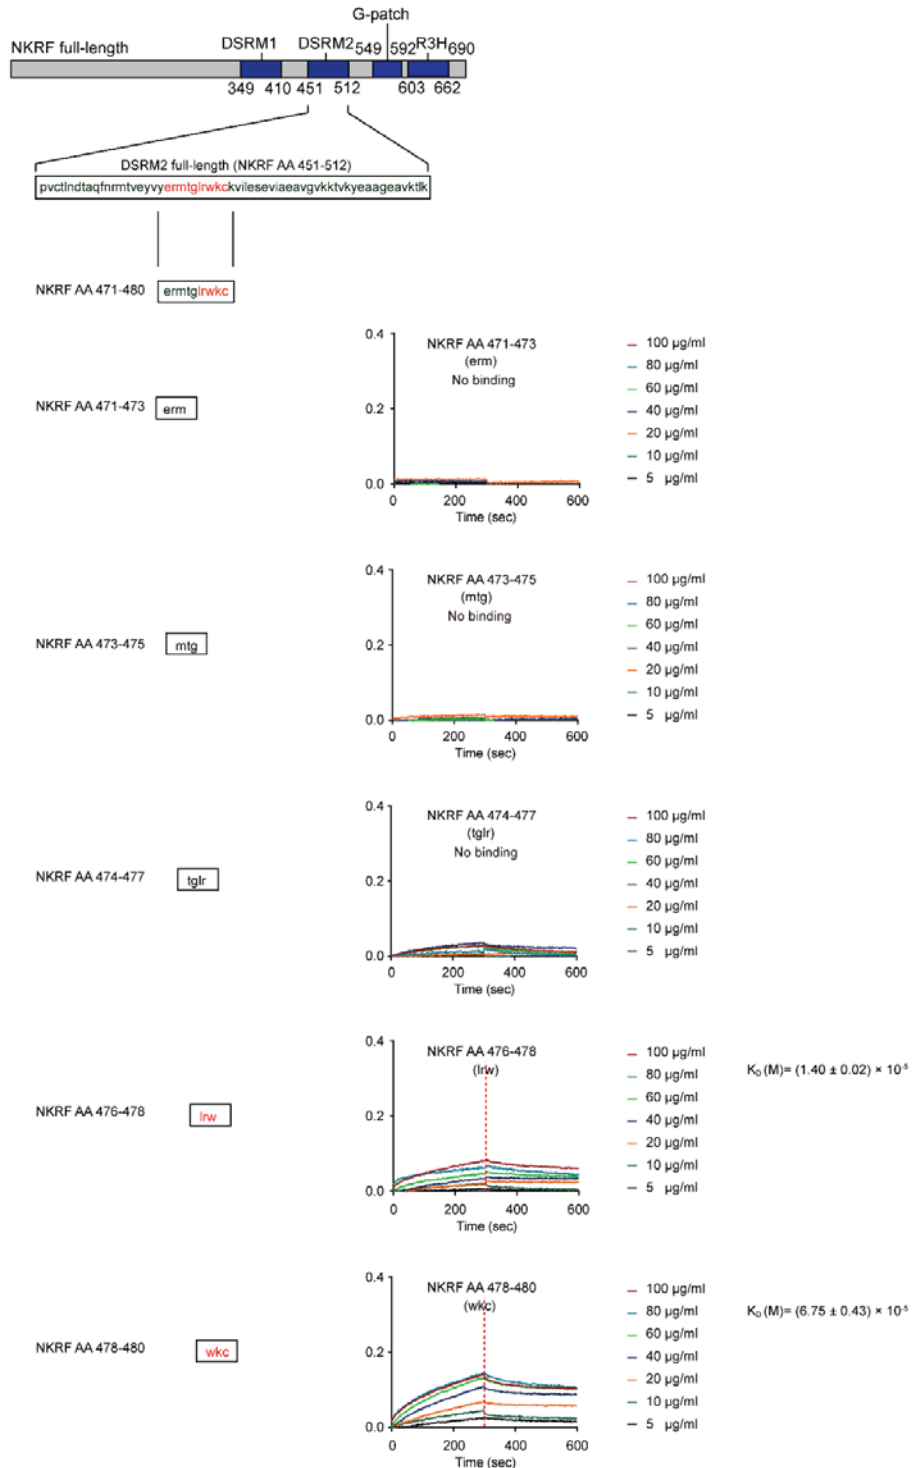 G-patch
NKRF full-length
DSRM1
DSRM2
549
592
R3H
690
349
410
451
512
603
662
DSRM2 full-length (NKRF AA 451-512)
pvctlndtaqfnrmtveyvyermtglrwkckvilesevIaeavgvkktvkyeaageavktlk
NKRF AA 471-480
ermtglrwkc
0.4
NKRF AA 471-473
(erm)
No binding
100 µg/ml
80 µg/ml
60 µg/ml
NKRF AA 471-473
erm
0.2
40 µg/ml
20 µg/ml
10 µg/ml
0.0
5 µg/ml
0
200
400
600
Time (sec)
0.4
NKRF AA 473-475
(mtg)
No binding
100 µg/ml
80 µg/ml
60 µg/ml
NKRF AA 473-475
mtg
0.2
40 µg/ml
20 µg/ml
10 µg/ml
0.0
5 µg/ml
0
200
400
600
Time (sec)
0.4
NKRF AA 474-477
(tglr)
No binding
100 µg/ml
80 µg/ml
60 µg/ml
NKRF AA 474-477
tglr
0.2
40 µg/ml
20 µg/ml
10 µg/ml
0.0
5 µg/ml
0
200
400
600
Time (sec)
0.4
NKRF AA 476-478
(lrw)
100 µg/ml
80 µg/ml
60 µg/ml
K_D (M)= (1.40 ± 0.02) × 10⁻⁵
NKRF AA 476-478
lrw
0.2
40 µg/ml
20 µg/ml
10 µg/ml
0.0
5 µg/ml
0
200
400
600
Time (sec)
0.4
NKRF AA 478-480
(wkc)
100 µg/ml
80 µg/ml
60 µg/ml
K_D (M)= (6.75 ± 0.43) × 10⁻⁵
NKRF AA 478-480
wkc
0.2
40 µg/ml
20 µg/ml
10 µg/ml
0.0
5 µg/ml
0
200
400
600
Time (sec)